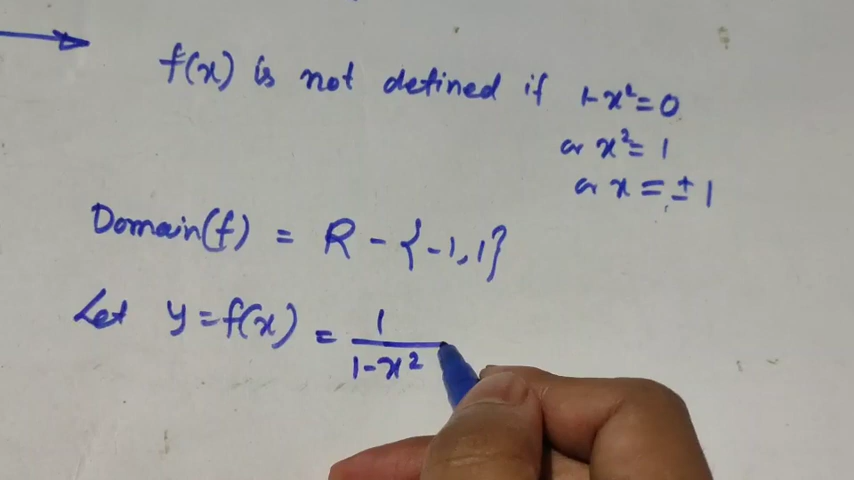 f(x) is not defined if 1-x²=0
or x²= 1
or x = ± 1
Domain(f) = R - {-1, 1}
Let y = f(x) = 1/(1-x²)